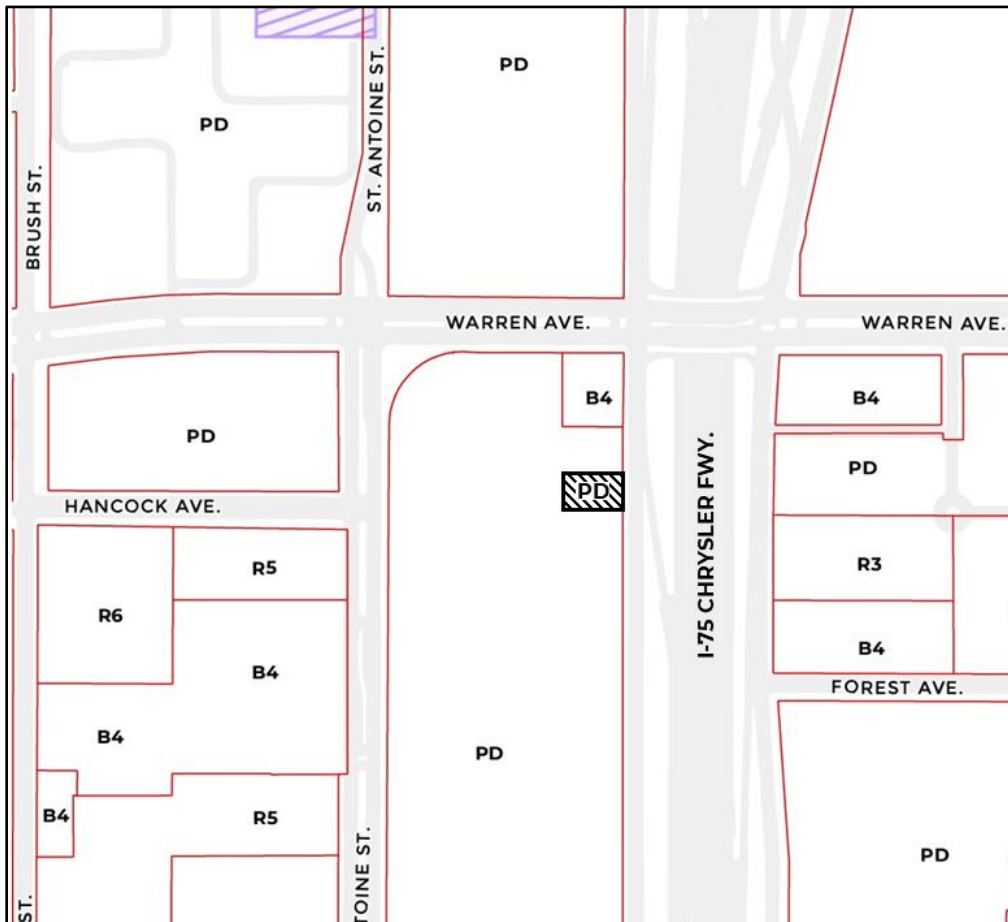 PD
PD
BRUSH ST.
ST. ANTOINE ST.
WARREN AVE.
WARREN AVE.
B4
B4
PD
PD
PD
HANCOCK AVE.
I-75 CHRYSLER FWY.
R5
R3
R6
B4
B4
FOREST AVE.
B4
PD
B4
R5
PD
TOINE ST.
ST.